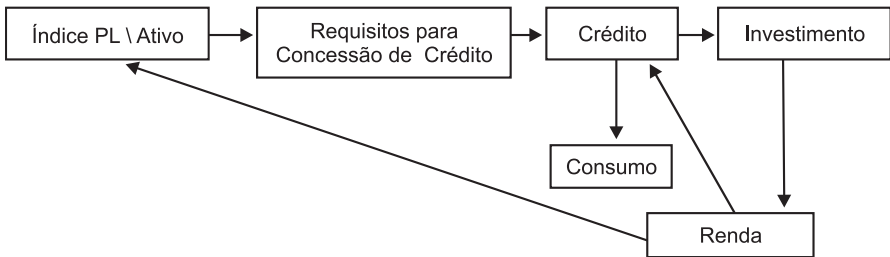 Índice PL \ Ativo
Requisitos para
Concessão de Crédito
Crédito
Investimento
Consumo
Renda